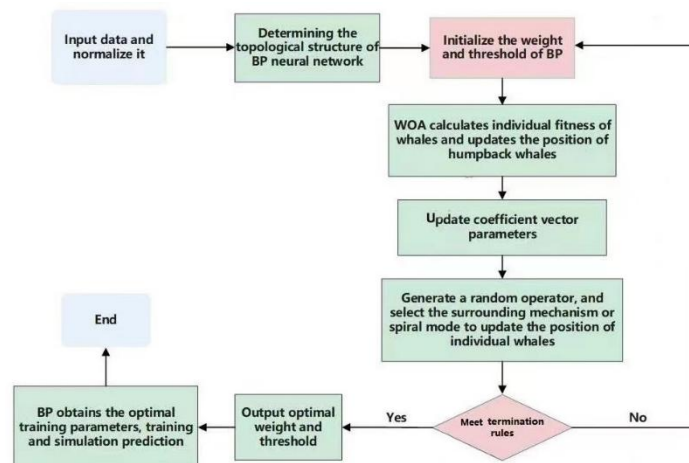 Input data and
normalize it
Determining the
topological structure of
BP neural network
Initialize the weight
and threshold of BP
WOA calculates individual fitness of
whales and updates the position of
humpback whales
Update coefficient vector
parameters
Generate a random operator, and
select the surrounding mechanism or
spiral mode to update the position of
individual whales
Meet termination
rules
No
Yes
Output optimal
weight and
threshold
BP obtains the optimal
training parameters, training
and simulation prediction
End